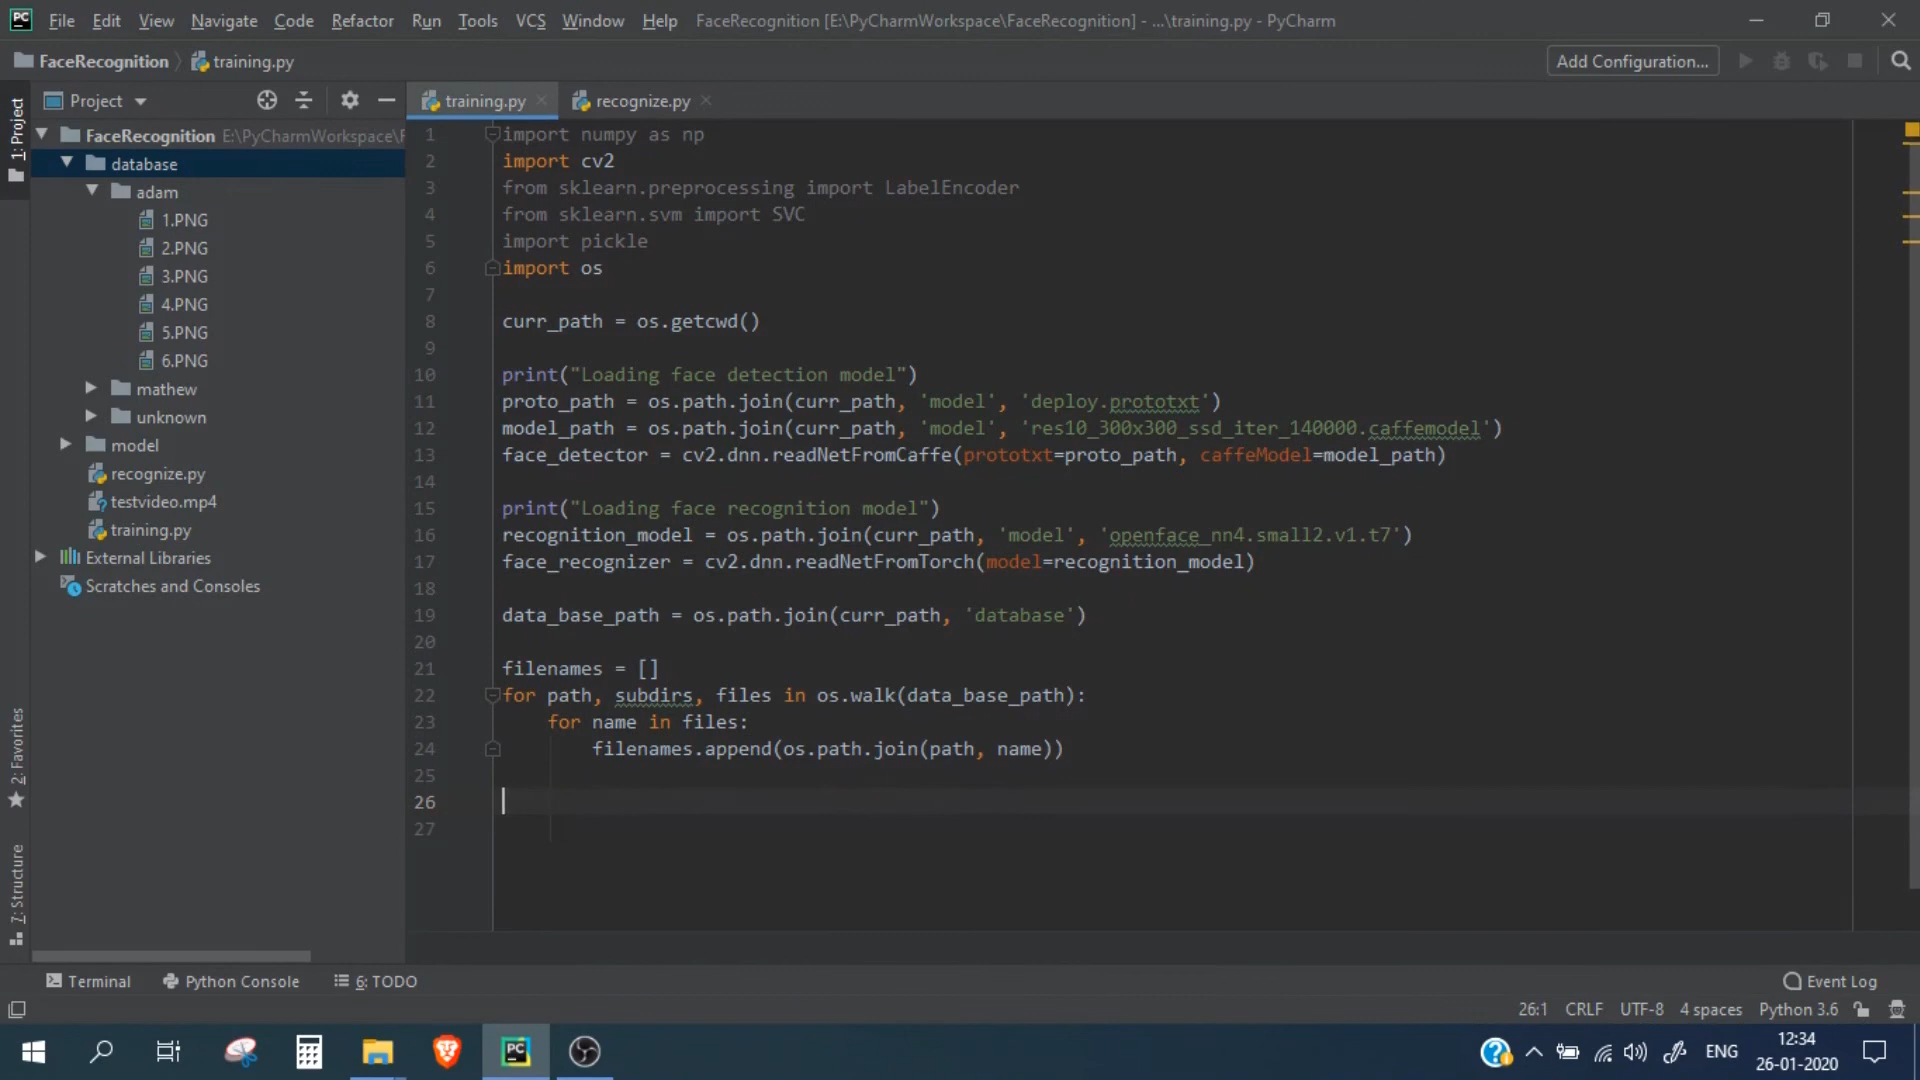 PC File Edit View Navigate Code Refactor Run Tools VCS Window Help FaceRecognition [E:\PyCharmWorkspace\FaceRecognition] - ...\training.py - PyCharm
FaceRecognition training.py Add Configuration...
1: Project
Project
training.py recognize.py
FaceRecognition E:\PyCharmWorkspace\F
database
adam
1.PNG
2.PNG
3.PNG
4.PNG
5.PNG
6.PNG
mathew
unknown
model
recognize.py
testvideo.mp4
training.py
External Libraries
Scratches and Consoles
2: Favorites
7: Structure
1 import numpy as np
2 import cv2
3 from sklearn.preprocessing import LabelEncoder
4 from sklearn.svm import SVC
5 import pickle
6 import os
7
8 curr_path = os.getcwd()
9
10 print("Loading face detection model")
11 proto_path = os.path.join(curr_path, 'model', 'deploy.prototxt')
12 model_path = os.path.join(curr_path, 'model', 'res10_300x300_ssd_iter_140000.caffemodel')
13 face_detector = cv2.dnn.readNetFromCaffe(prototxt=proto_path, caffeModel=model_path)
14
15 print("Loading face recognition model")
16 recognition_model = os.path.join(curr_path, 'model', 'openface_nn4.small2.v1.t7')
17 face_recognizer = cv2.dnn.readNetFromTorch(model=recognition_model)
18
19 data_base_path = os.path.join(curr_path, 'database')
20
21 filenames = []
22 for path, subdirs, files in os.walk(data_base_path):
23     for name in files:
24         filenames.append(os.path.join(path, name))
25
26
27
Terminal Python Console 6: TODO Event Log
26:1 CRLF UTF-8 4 spaces Python 3.6
PC ENG 12:34
26-01-2020